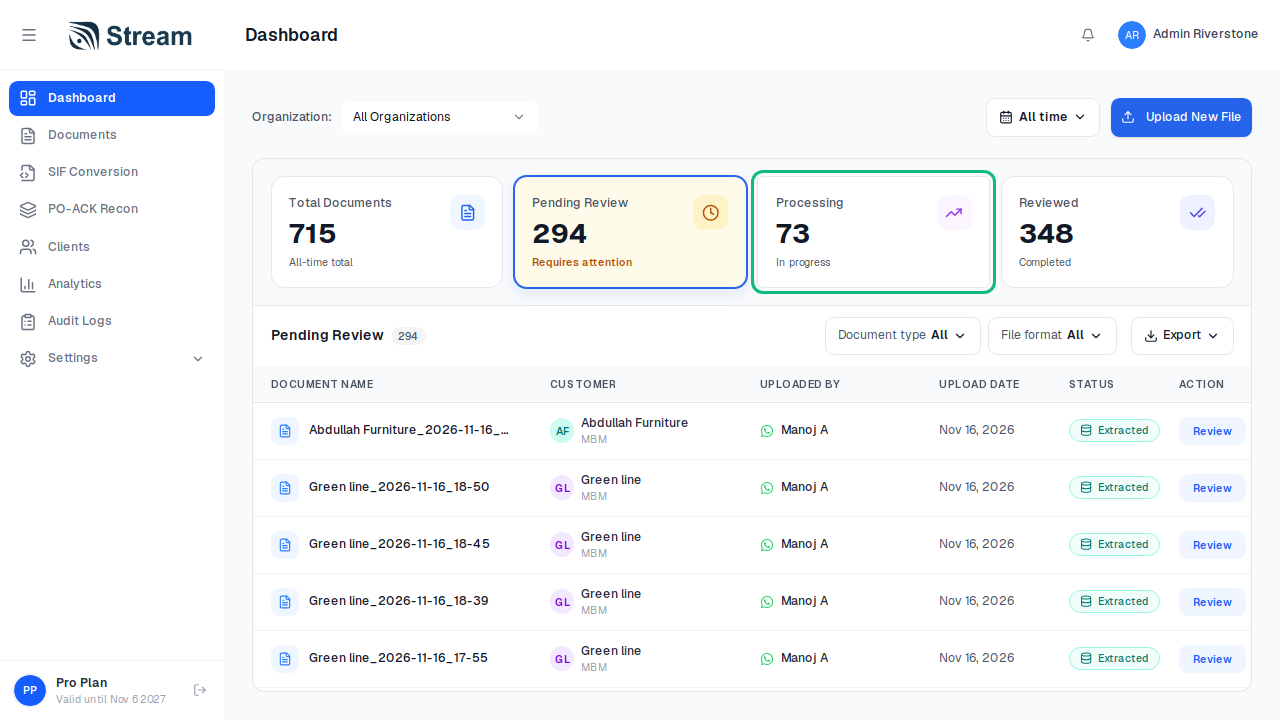 Stream
Dashboard
AR
Admin Riverstone
Dashboard
Documents
SIF Conversion
PO-ACK Recon
Clients
Analytics
Audit Logs
Settings
PP
Pro Plan
Valid until Nov 6 2027
Organization:
All Organizations
All time
Upload New File
Total Documents
715
All-time total
Pending Review
294
Requires attention
Processing
73
In progress
Reviewed
348
Completed
Pending Review 294
Document type All
File format All
Export
DOCUMENT NAME CUSTOMER UPLOADED BY UPLOAD DATE STATUS ACTION
Abdullah Furniture_2026-11-16_… AF Abdullah Furniture MBM Manoj A Nov 16, 2026 Extracted Review
Green line_2026-11-16_18-50 GL Green line MBM Manoj A Nov 16, 2026 Extracted Review
Green line_2026-11-16_18-45 GL Green line MBM Manoj A Nov 16, 2026 Extracted Review
Green line_2026-11-16_18-39 GL Green line MBM Manoj A Nov 16, 2026 Extracted Review
Green line_2026-11-16_17-55 GL Green line MBM Manoj A Nov 16, 2026 Extracted Review